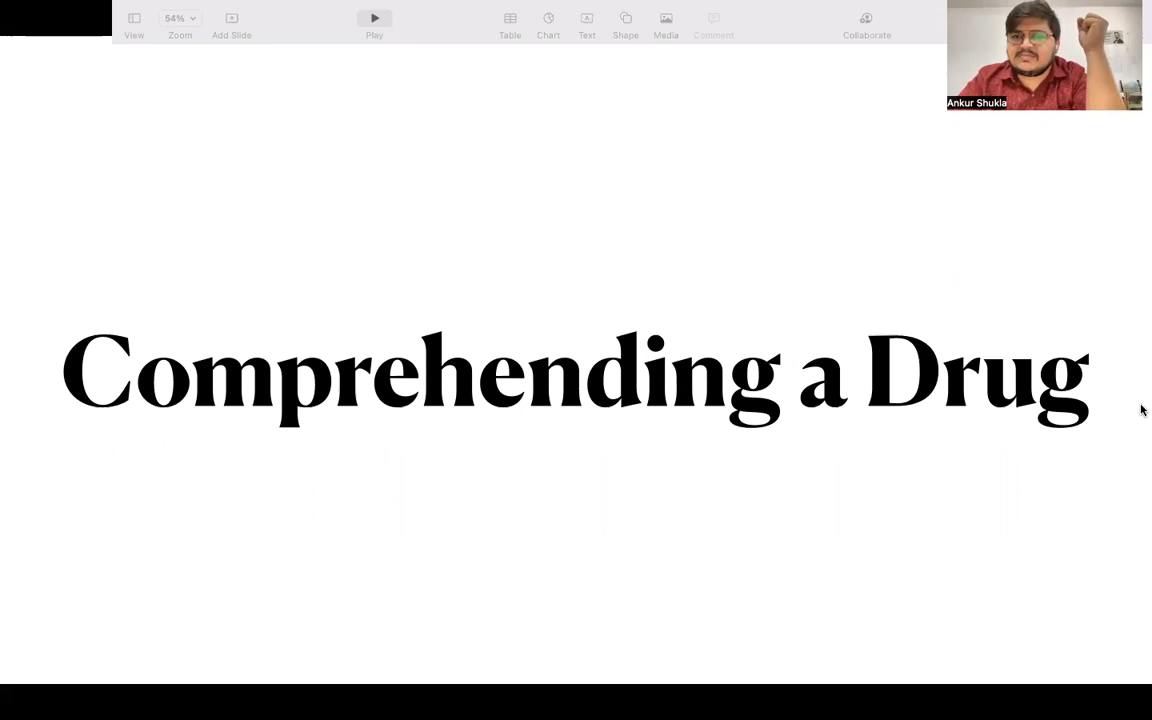 54%
View
Zoom
Add Slide
Play
Table
Chart
Text
Shape
Media
Comment
Collaborate
Ankur Shukla
Comprehending a Drug